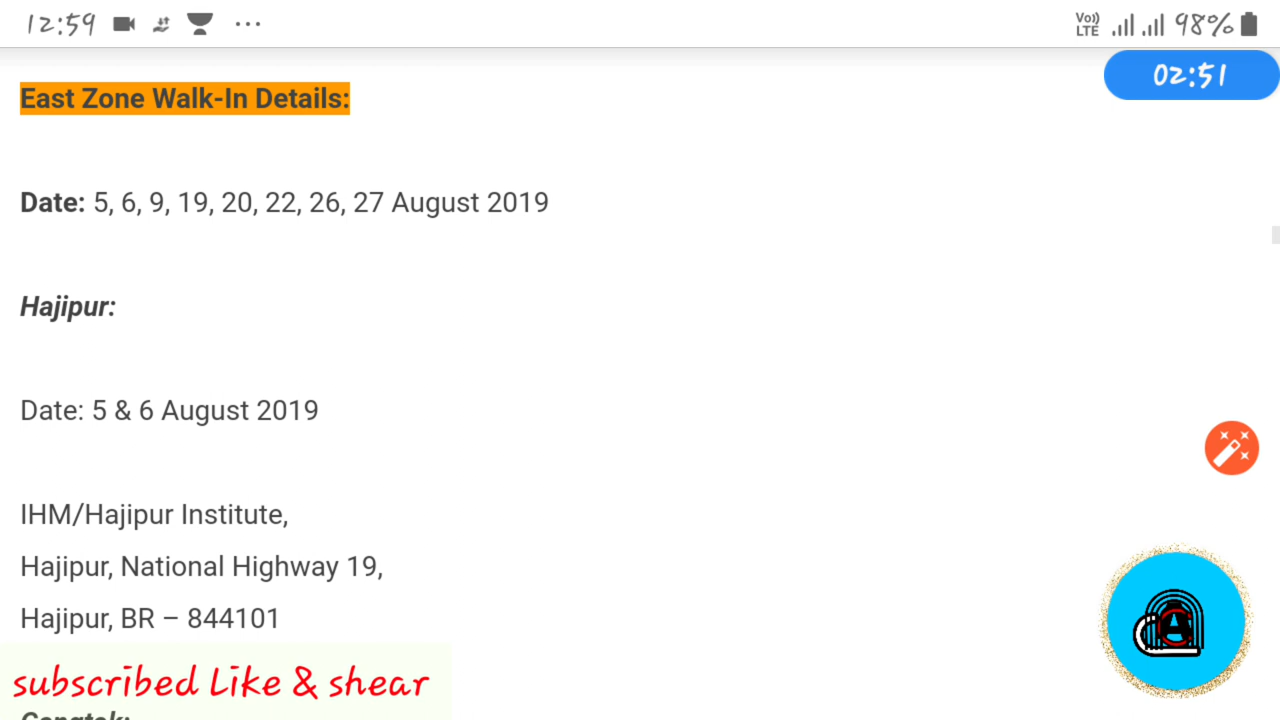 12:59 ... Vo)) LTE 98%
02:51
East Zone Walk-In Details:
Date: 5, 6, 9, 19, 20, 22, 26, 27 August 2019
Hajipur:
Date: 5 & 6 August 2019
IHM/Hajipur Institute,
Hajipur, National Highway 19,
Hajipur, BR – 844101
subscribed Like & shear